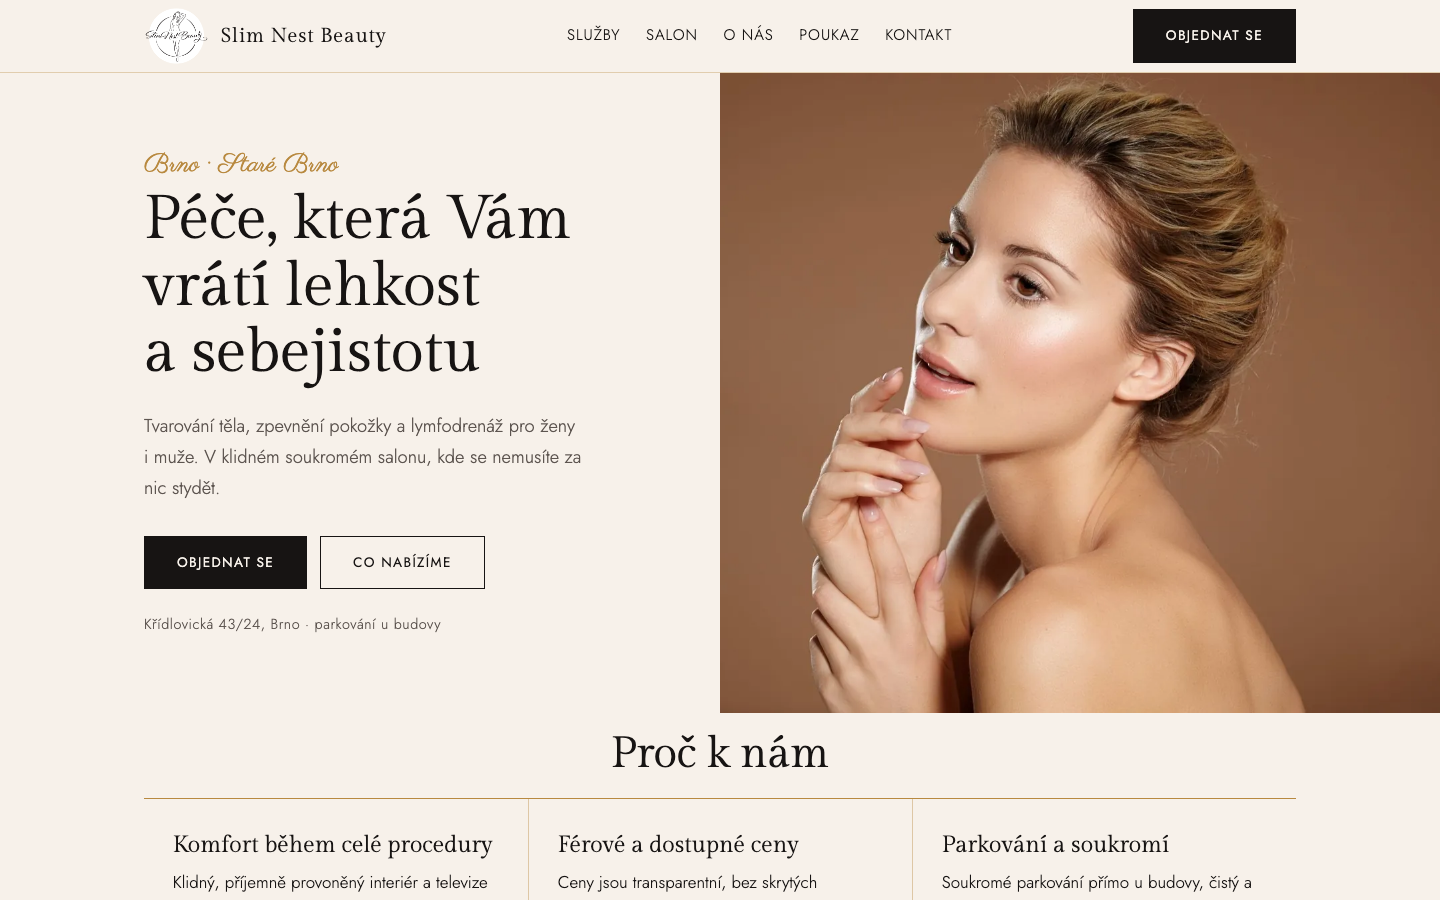 Slim Nest Beauty
Slim Nest Beauty
SLUŽBY
SALON
O NÁS
POUKAZ
KONTAKT
OBJEDNAT SE
Brno · Staré Brno
Péče, která Vám
vrátí lehkost
a sebejistotu
Tvarování těla, zpevnění pokožky a lymfodrenáž pro ženy
i muže. V klidném soukromém salonu, kde se nemusíte za
nic stydět.
OBJEDNAT SE
CO NABÍZÍME
Křídlovická 43/24, Brno · parkování u budovy
Proč k nám
Komfort během celé procedury
Klidný, příjemně provoněný interiér a televize
Férové a dostupné ceny
Ceny jsou transparentní, bez skrytých
Parkování a soukromí
Soukromé parkování přímo u budovy, čistý a